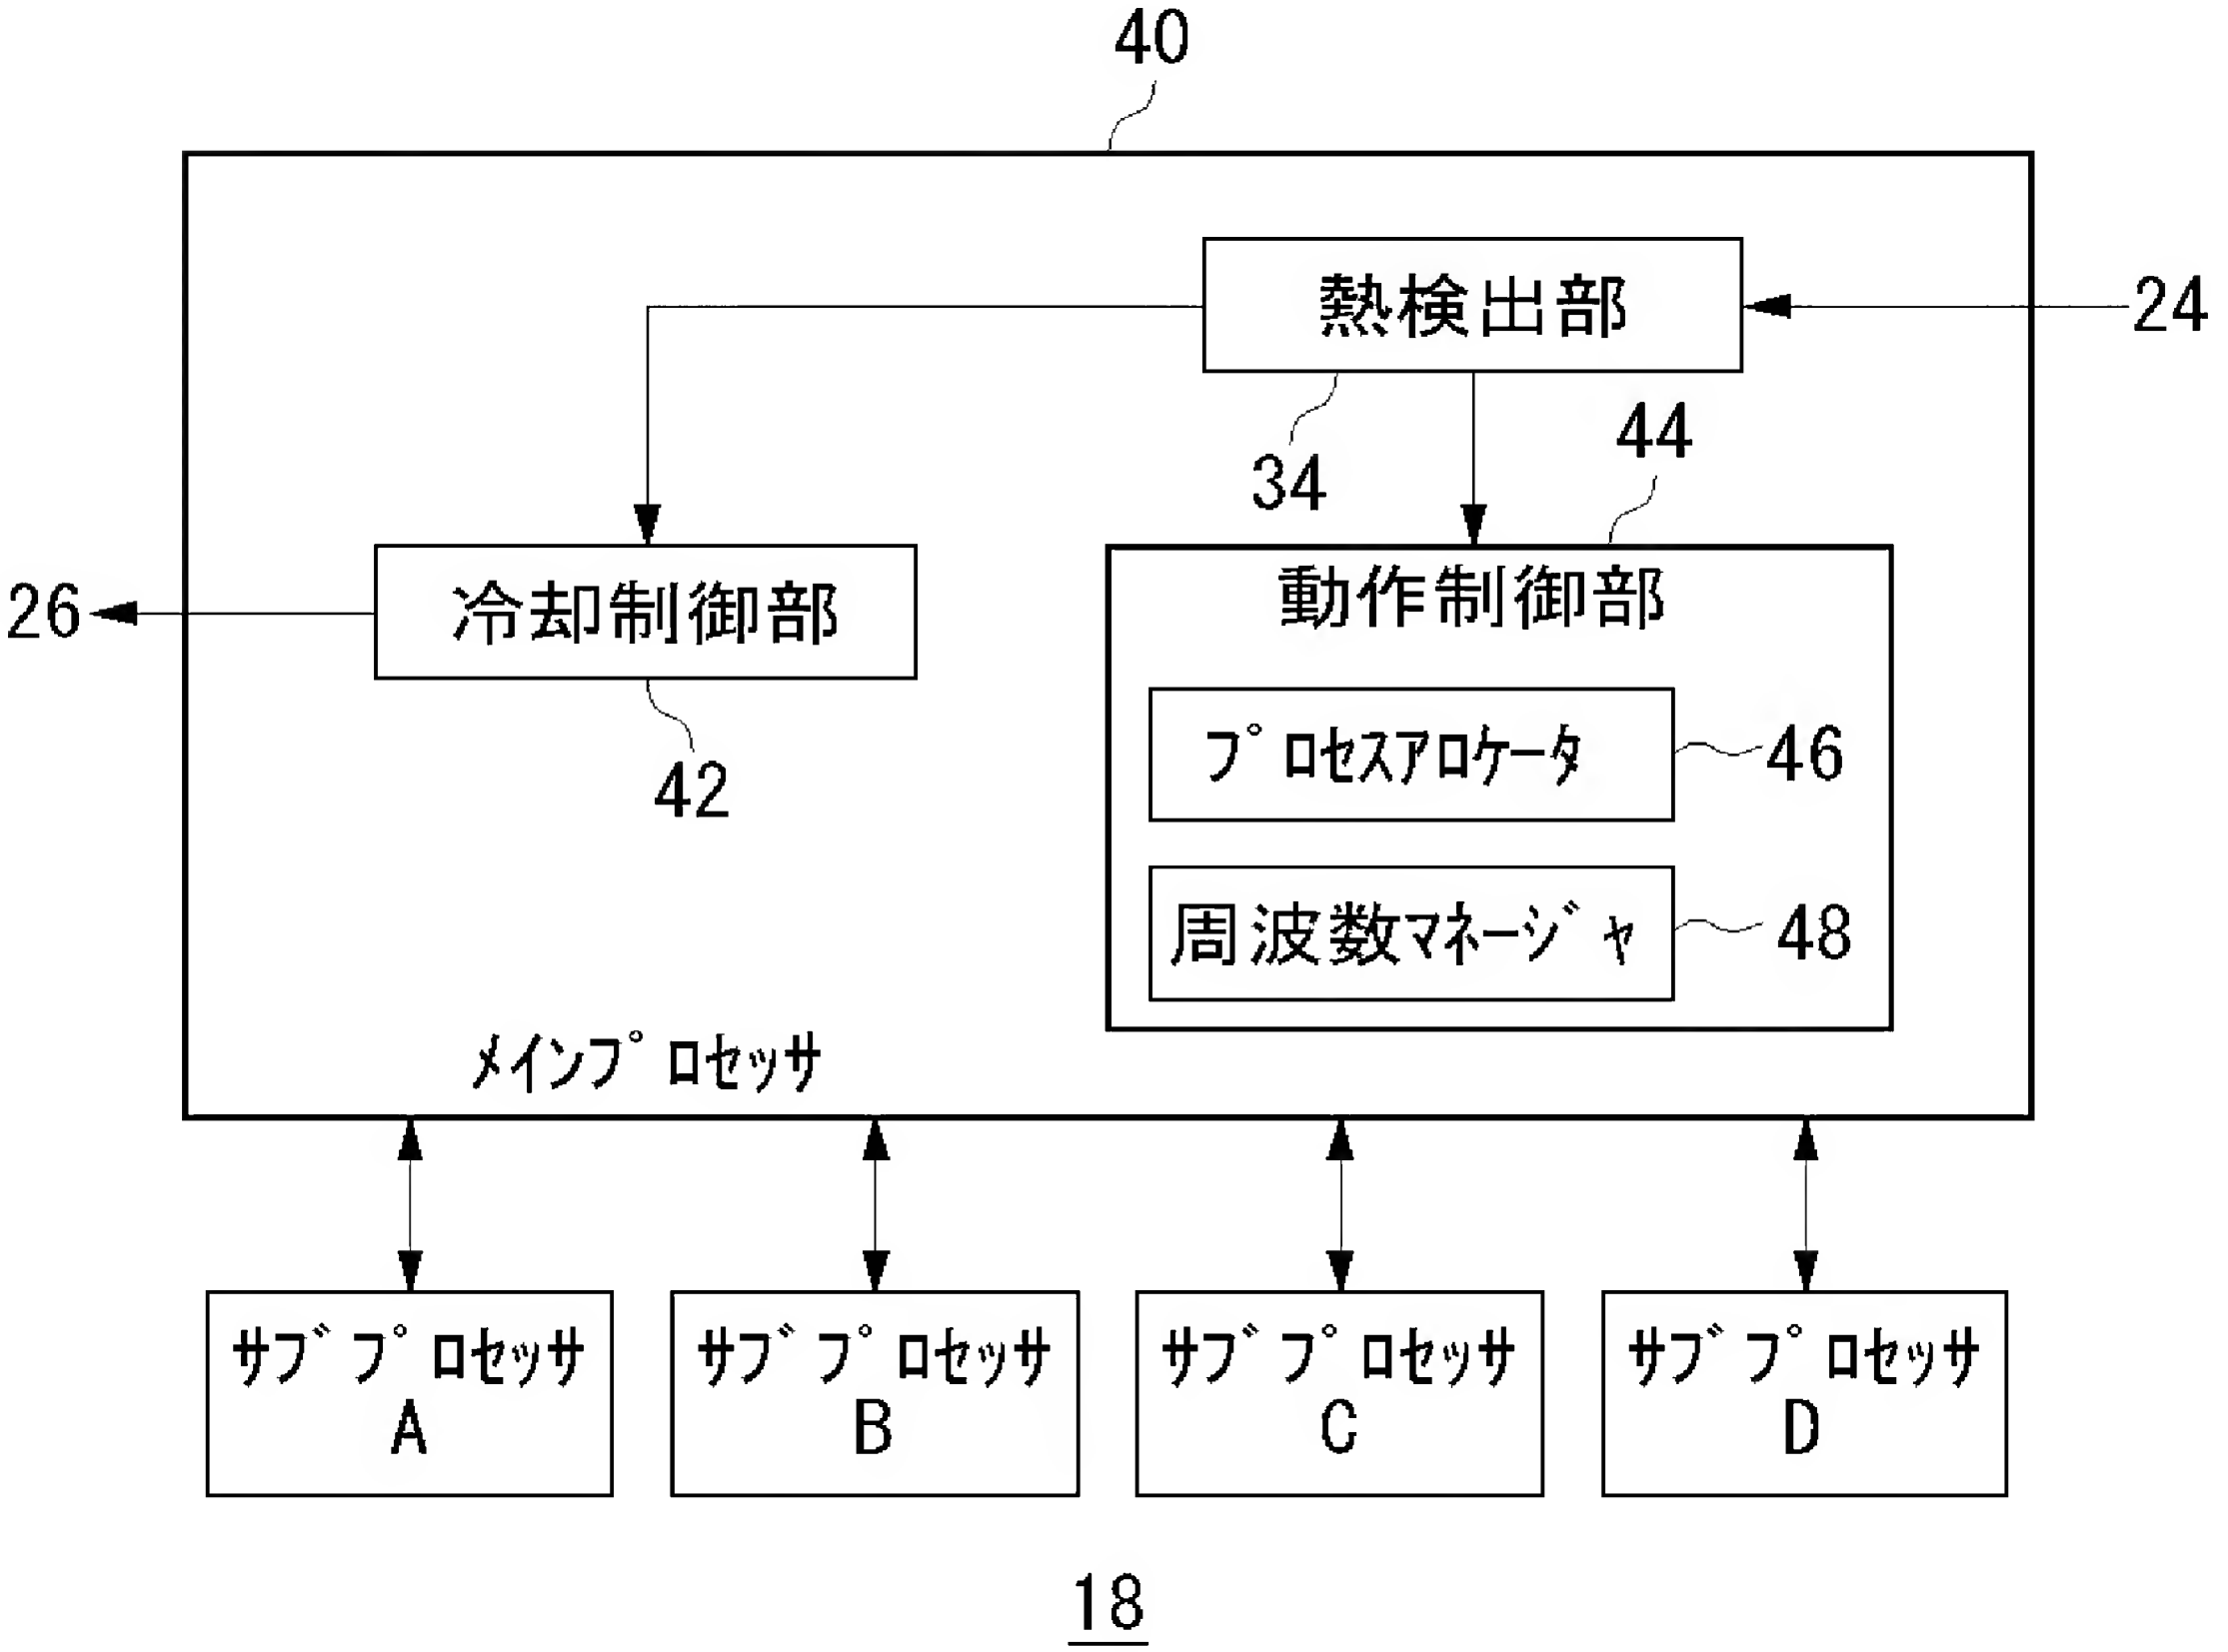 40
熱検出部
24
34
44
冷却制御部
26
42
動作制御部
プロセスアロケータ
46
周波数マネージャ
48
メインプロセッサ
サブプロセッサ
A
サブプロセッサ
B
サブプロセッサ
C
サブプロセッサ
D
18